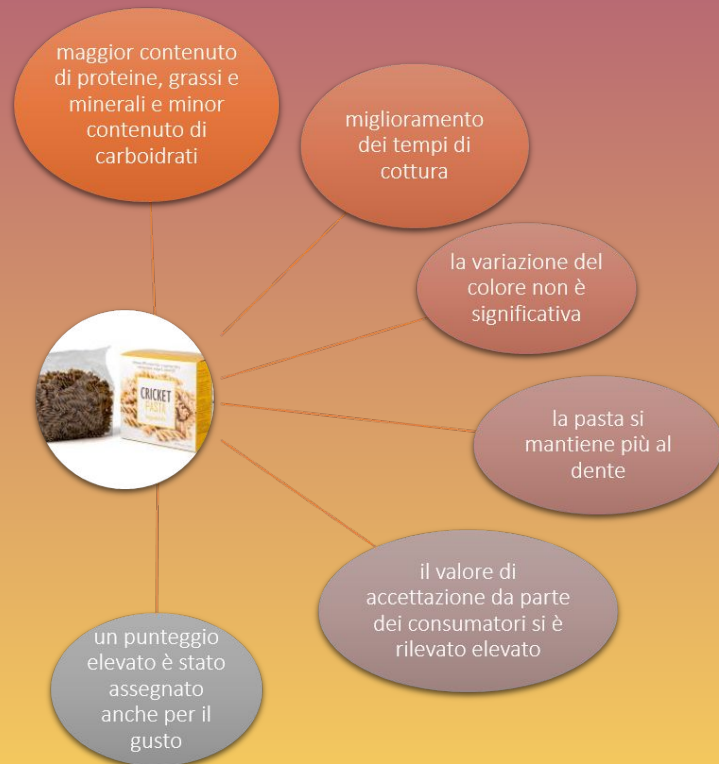 maggior contenuto
di proteine, grassi e
minerali e minor
contenuto di
carboidrati
miglioramento
dei tempi di
cottura
la variazione del
colore non è
significativa
CRICKET
PASTA
la pasta si
mantiene più al
dente
il valore di
accettazione da parte
dei consumatori si è
rilevato elevato
un punteggio
elevato è stato
assegnato
anche per il
gusto